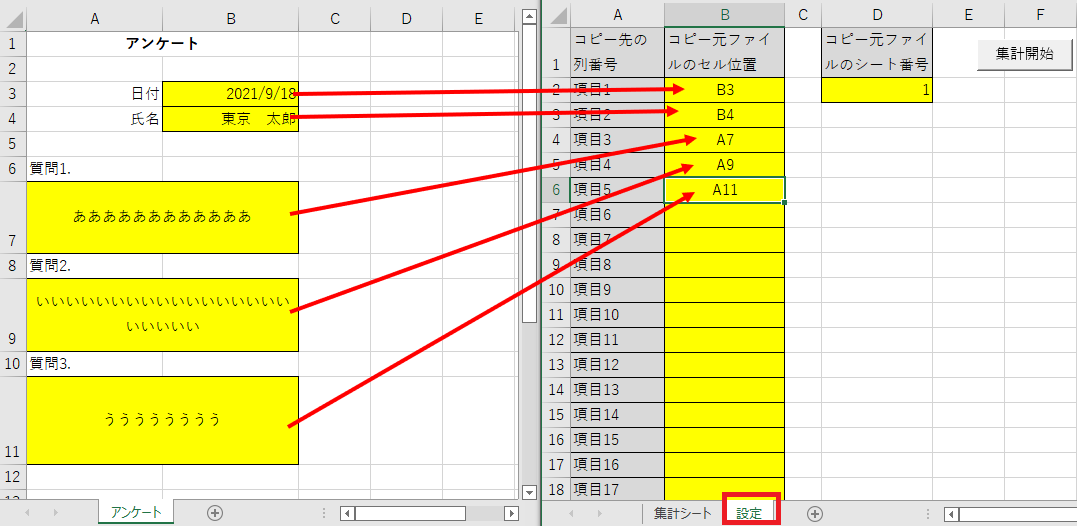 A B C D E
1 アンケート
2
3 日付 2021/9/18
4 氏名 東京　太郎
5
6 質問1.
7 ああああああああああああ
8 質問2.
9 いいいいいいいいいいいいいいいいい
いいいいい
10 質問3.
11 うううううううう
12
アンケート
A B C D E F
コピー先の コピー元ファイ コピー元ファイ 集計開始
1 列番号 ルのセル位置 ルのシート番号
2 項目1 B3 1
3 項目2 B4
4 項目3 A7
5 項目4 A9
6 項目5 A11
7 項目6
8 項目7
9 項目8
10 項目9
11 項目10
12 項目11
13 項目12
14 項目13
15 項目14
16 項目15
17 項目16
18 項目17
集計シート 設定